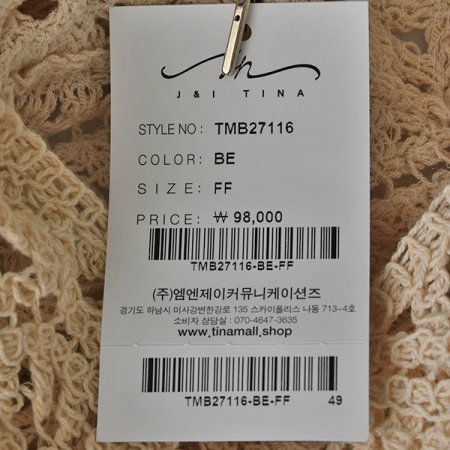 m
J & I TINA
STYLE NO : TMB27116
COLOR: BE
SIZE: FF
PRICE: ₩ 98,000
TMB27116-BE-FF
(주)엠엔제이커뮤니케이션즈
경기도 하남시 미사강변한강로 135 스카이폴리스 나동 713~4호
소비자 상담실 : 070-4647-3635
www.tinamall.shop
TMB27116-BE-FF 49